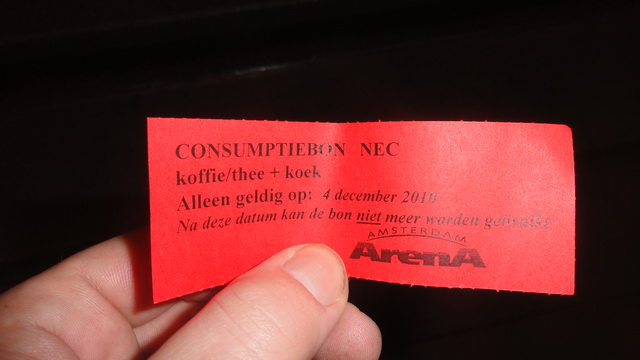 CONSUMPTIEBON NEC
koffie/thee + koek
Alleen geldig op: 4 december 2010
Na deze datum kan de bon niet meer worden gebruikt
AMSTERDAM
ArenA